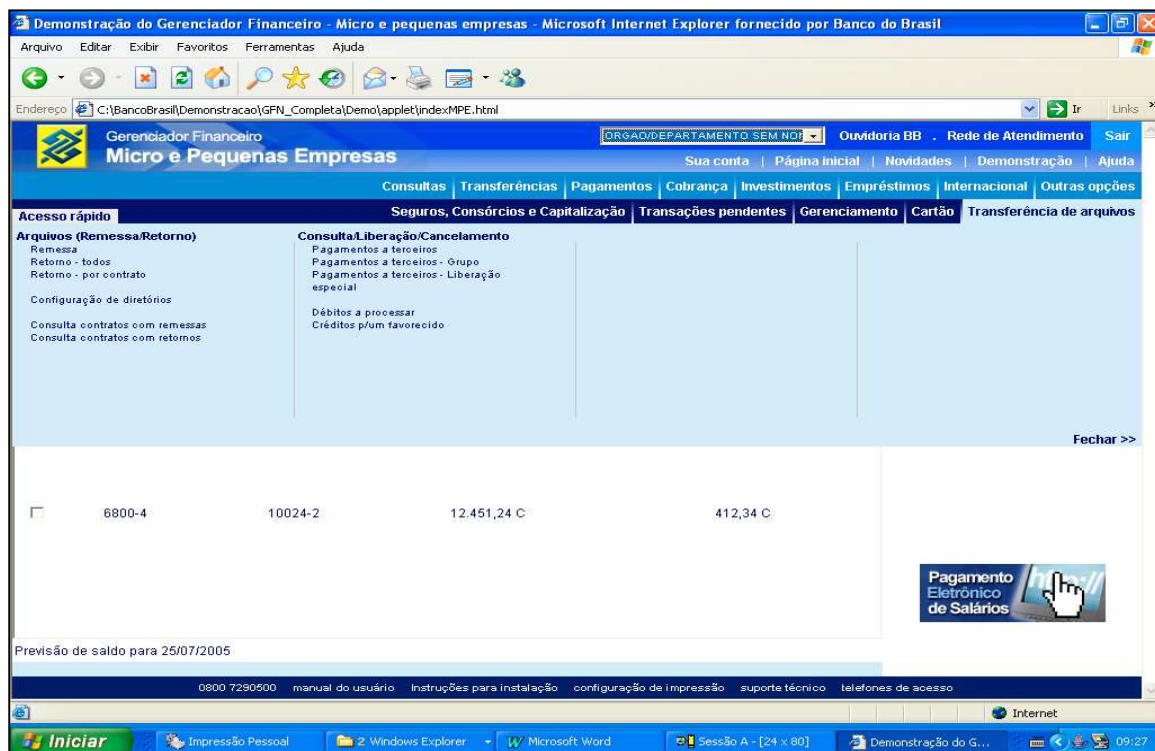 Demonstração do Gerenciador Financeiro - Micro e pequenas empresas - Microsoft Internet Explorer fornecido por Banco do Brasil
Arquivo Editar Exibir Favoritos Ferramentas Ajuda
Endereço C:\BancoBrasil\Demonstracao\GFN_Completa\Demo\applet\indexMPE.html Ir Links »
Gerenciador Financeiro ORGAO/DEPARTAMENTO SEM NOM Ouvidoria BB . Rede de Atendimento Sair
Micro e Pequenas Empresas Sua conta | Página inicial | Novidades | Demonstração | Ajuda
Consultas Transferências Pagamentos Cobrança Investimentos Empréstimos Internacional Outras opções
Acesso rápido Seguros, Consórcios e Capitalização Transações pendentes Gerenciamento Cartão Transferência de arquivos
Arquivos (Remessa/Retorno) Consulta/Liberação/Cancelamento
Remessa Pagamentos a terceiros
Retorno - todos Pagamentos a terceiros - Grupo
Retorno - por contrato Pagamentos a terceiros - Liberação
especial
Configuração de diretórios
Débitos a processar
Consulta contratos com remessas Créditos p/um favorecido
Consulta contratos com retornos
Fechar >>
6800-4 10024-2 12.451,24 C 412,34 C
Pagamento
Eletrônico
de Salários
http://
Previsão de saldo para 25/07/2005
0800 7290500 manual do usuário Instruções para instalação configuração de impressão suporte técnico telefones de acesso
Internet
Iniciar Impressão Pessoal 2 Windows Explorer Microsoft Word Sessão A - [24 x 80] Demonstração do G... 09:27